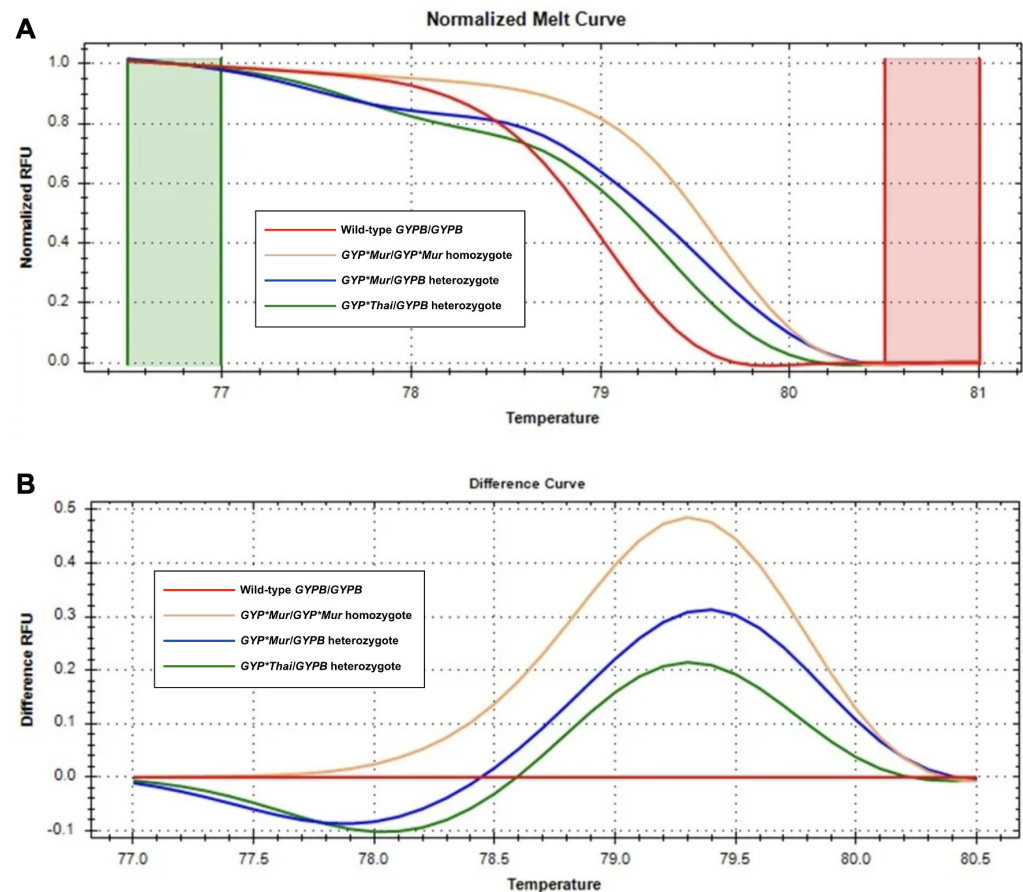 A
Normalized Melt Curve
Normalized RFU
1.0
0.8
0.6
0.4
0.2
0.0
Wild-type GYPB/GYPB
GYP*Mur/GYP*Mur homozygote
GYP*Mur/GYPB heterozygote
GYP*Thai/GYPB heterozygote
77 78 79 80 81
Temperature
B
Difference Curve
Difference RFU
0.5
0.4
0.3
0.2
0.1
0.0
-0.1
Wild-type GYPB/GYPB
GYP*Mur/GYP*Mur homozygote
GYP*Mur/GYPB heterozygote
GYP*Thai/GYPB heterozygote
77.0 77.5 78.0 78.5 79.0 79.5 80.0 80.5
Temperature